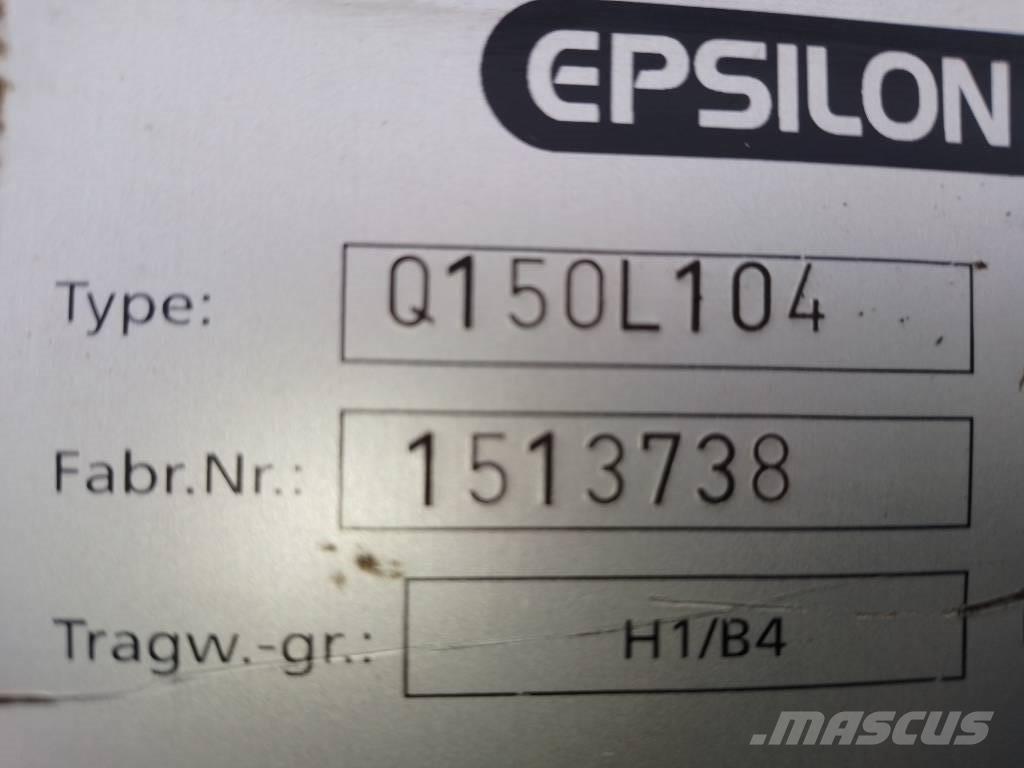 EPSILON
Type: Q150L104
Fabr.Nr.: 1513738
Tragw.-gr.: H1/B4
.MASCUS